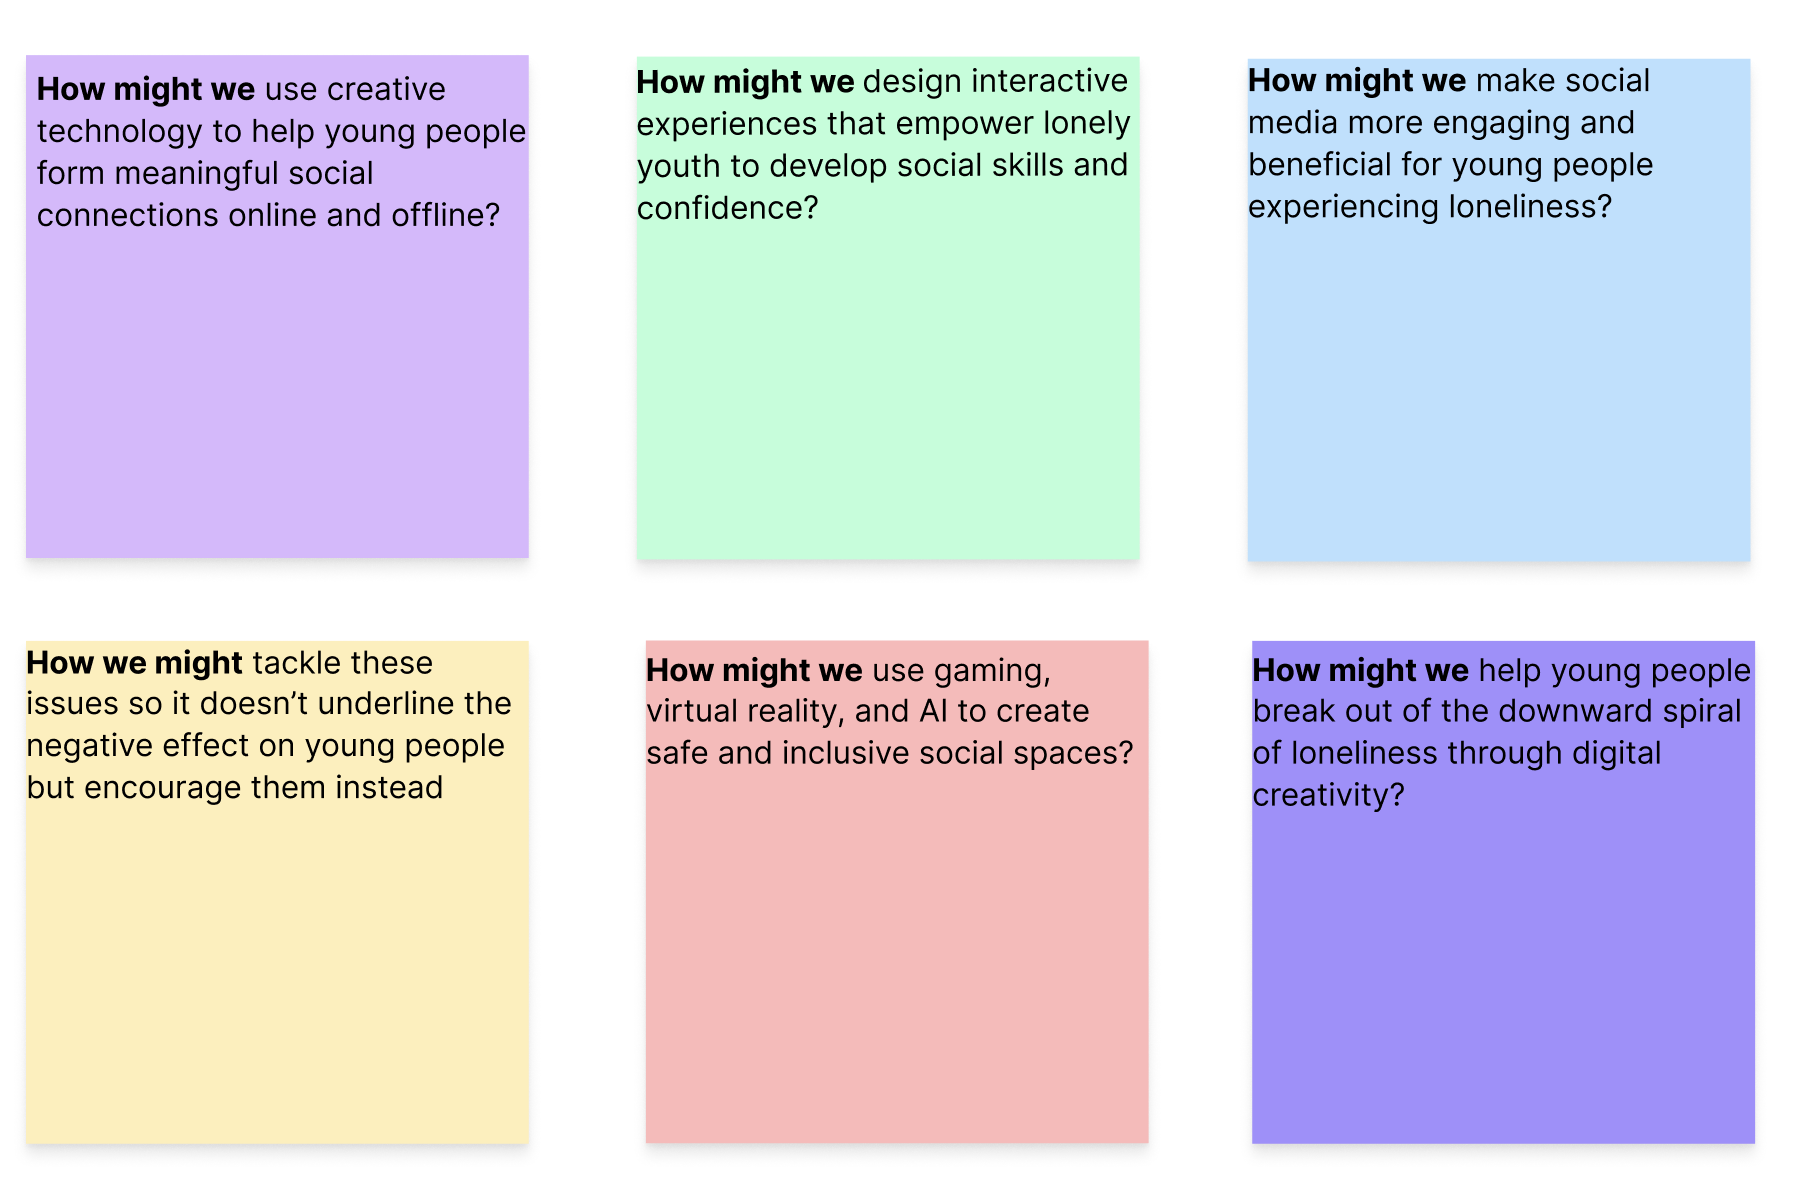 How might we use creative
technology to help young people
form meaningful social
connections online and offline?
How might we design interactive
experiences that empower lonely
youth to develop social skills and
confidence?
How might we make social
media more engaging and
beneficial for young people
experiencing loneliness?
How we might tackle these
issues so it doesn’t underline the
negative effect on young people
but encourage them instead
How might we use gaming,
virtual reality, and AI to create
safe and inclusive social spaces?
How might we help young people
break out of the downward spiral
of loneliness through digital
creativity?